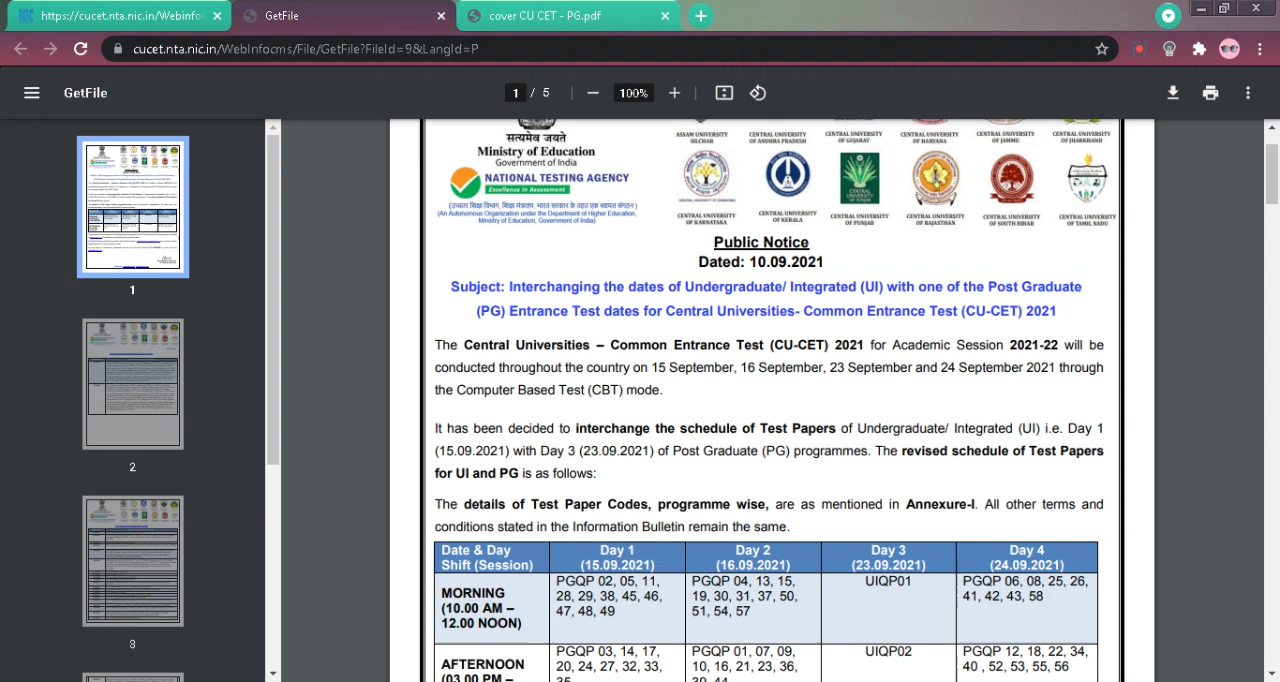 https://cucet.nta.nic.in/Webinfo
GetFile
cover CU CET - PG.pdf
cucet.nta.nic.in/WebInfocms/File/GetFile?FileId=9&LangId=P
GetFile
1 / 5
100%
1
2
3
सत्यमेव जयते
Ministry of Education
Government of India
NATIONAL TESTING AGENCY
Excellence in Assessment
(उच्चतर शिक्षा विभाग, शिक्षा मंत्रालय, भारत सरकार के तहत एक स्वायत्त संगठन)
(An Autonomous Organization under the Department of Higher Education,
Ministry of Education, Government of India)
ASSAM UNIVERSITY SILCHAR
CENTRAL UNIVERSITY OF ANDHRA PRADESH
CENTRAL UNIVERSITY OF GUJARAT
CENTRAL UNIVERSITY OF HARYANA
CENTRAL UNIVERSITY OF JAMMU
CENTRAL UNIVERSITY OF JHARKHAND
CENTRAL UNIVERSITY OF KARNATAKA
CENTRAL UNIVERSITY OF KERALA
CENTRAL UNIVERSITY OF PUNJAB
CENTRAL UNIVERSITY OF RAJASTHAN
CENTRAL UNIVERSITY OF SOUTH BIHAR
CENTRAL UNIVERSITY OF TAMIL NADU
Public Notice
Dated: 10.09.2021
Subject: Interchanging the dates of Undergraduate/ Integrated (UI) with one of the Post Graduate
(PG) Entrance Test dates for Central Universities- Common Entrance Test (CU-CET) 2021
The Central Universities – Common Entrance Test (CU-CET) 2021 for Academic Session 2021-22 will be
conducted throughout the country on 15 September, 16 September, 23 September and 24 September 2021 through
the Computer Based Test (CBT) mode.
It has been decided to interchange the schedule of Test Papers of Undergraduate/ Integrated (UI) i.e. Day 1
(15.09.2021) with Day 3 (23.09.2021) of Post Graduate (PG) programmes. The revised schedule of Test Papers
for UI and PG is as follows:
The details of Test Paper Codes, programme wise, are as mentioned in Annexure-I. All other terms and
conditions stated in the Information Bulletin remain the same.
Date & Day Day 1 Day 2 Day 3 Day 4
Shift (Session) (15.09.2021) (16.09.2021) (23.09.2021) (24.09.2021)
MORNING
(10.00 AM –
12.00 NOON)
PGQP 02, 05, 11,
28, 29, 38, 45, 46,
47, 48, 49
PGQP 04, 13, 15,
19, 30, 31, 37, 50,
51, 54, 57
UIQP01
PGQP 06, 08, 25, 26,
41, 42, 43, 58
AFTERNOON
(03.00 PM –
PGQP 03, 14, 17,
20, 24, 27, 32, 33,
35
PGQP 01, 07, 09,
10, 16, 21, 23, 36,
39, 44
UIQP02
PGQP 12, 18, 22, 34,
40 , 52, 53, 55, 56